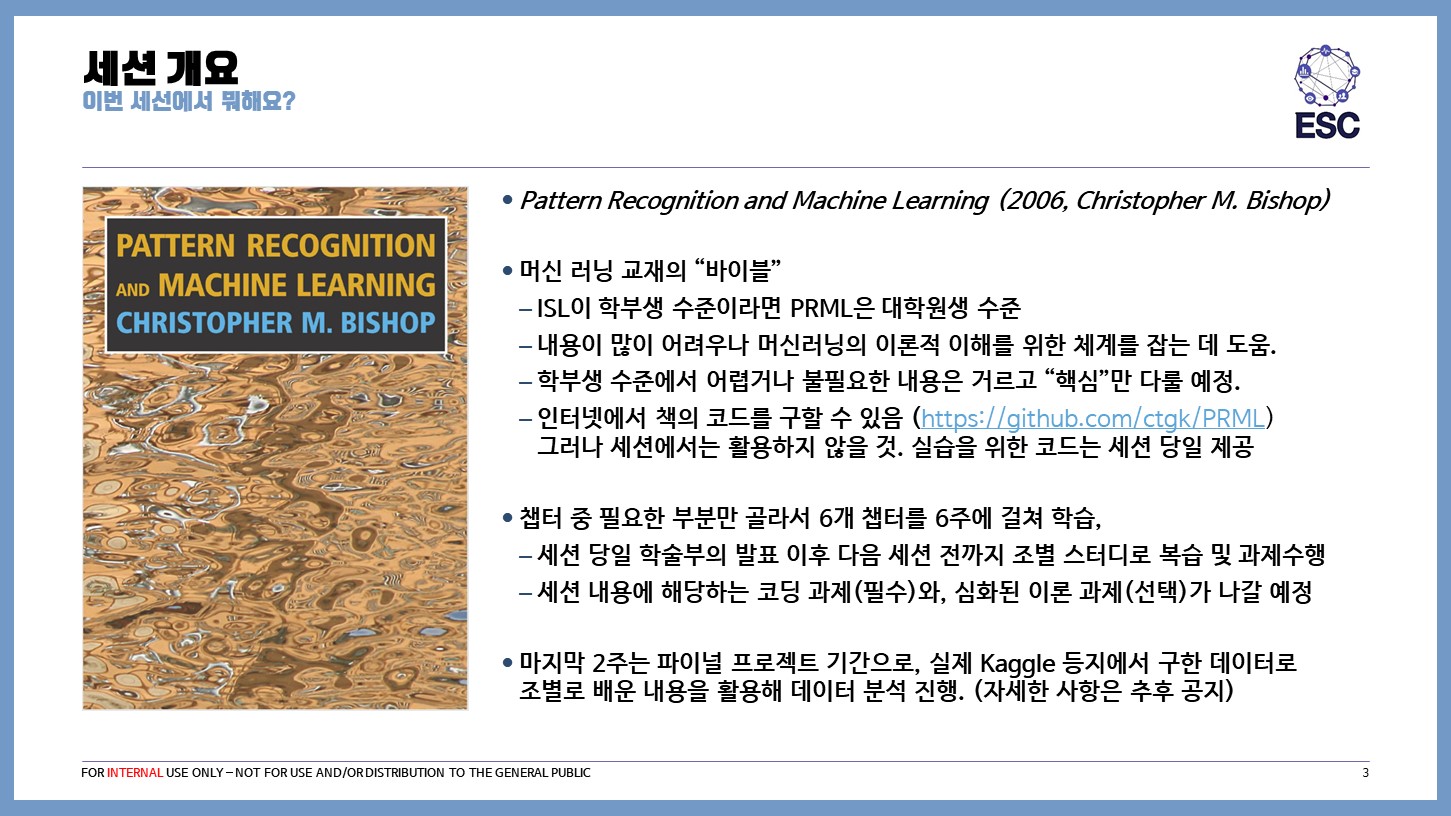 세션 개요
이번 세션에서 뭐해요?
ESC
PATTERN RECOGNITION
AND MACHINE LEARNING
CHRISTOPHER M. BISHOP
• Pattern Recognition and Machine Learning (2006, Christopher M. Bishop)
• 머신 러닝 교재의 “바이블”
– ISL이 학부생 수준이라면 PRML은 대학원생 수준
– 내용이 많이 어려우나 머신러닝의 이론적 이해를 위한 체계를 잡는 데 도움.
– 학부생 수준에서 어렵거나 불필요한 내용은 거르고 “핵심”만 다룰 예정.
– 인터넷에서 책의 코드를 구할 수 있음 (https://github.com/ctgk/PRML)
그러나 세션에서는 활용하지 않을 것. 실습을 위한 코드는 세션 당일 제공
• 챕터 중 필요한 부분만 골라서 6개 챕터를 6주에 걸쳐 학습,
– 세션 당일 학술부의 발표 이후 다음 세션 전까지 조별 스터디로 복습 및 과제수행
– 세션 내용에 해당하는 코딩 과제(필수)와, 심화된 이론 과제(선택)가 나갈 예정
• 마지막 2주는 파이널 프로젝트 기간으로, 실제 Kaggle 등지에서 구한 데이터로
조별로 배운 내용을 활용해 데이터 분석 진행. (자세한 사항은 추후 공지)
FOR INTERNAL USE ONLY – NOT FOR USE AND/OR DISTRIBUTION TO THE GENERAL PUBLIC
3